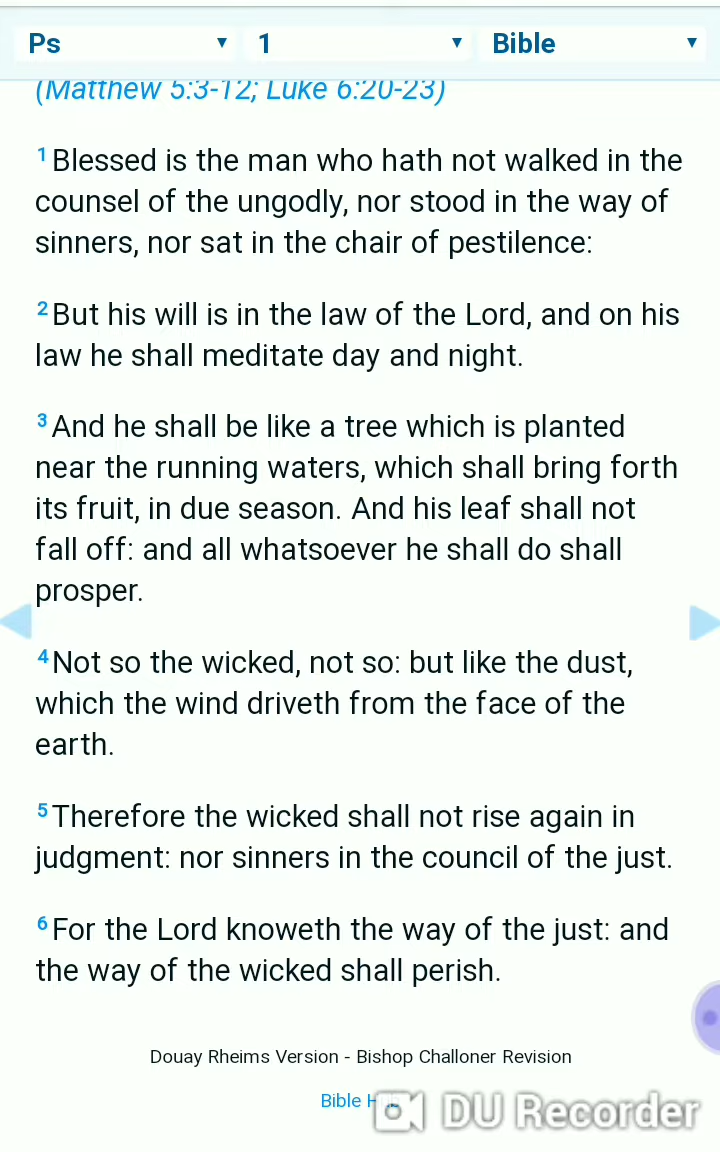 Ps 1 Bible
(Matthew 5:3-12; Luke 6:20-23)
1 Blessed is the man who hath not walked in the
counsel of the ungodly, nor stood in the way of
sinners, nor sat in the chair of pestilence:
2 But his will is in the law of the Lord, and on his
law he shall meditate day and night.
3 And he shall be like a tree which is planted
near the running waters, which shall bring forth
its fruit, in due season. And his leaf shall not
fall off: and all whatsoever he shall do shall
prosper.
4 Not so the wicked, not so: but like the dust,
which the wind driveth from the face of the
earth.
5 Therefore the wicked shall not rise again in
judgment: nor sinners in the council of the just.
6 For the Lord knoweth the way of the just: and
the way of the wicked shall perish.
Douay Rheims Version - Bishop Challoner Revision
Bible
DU Recorder